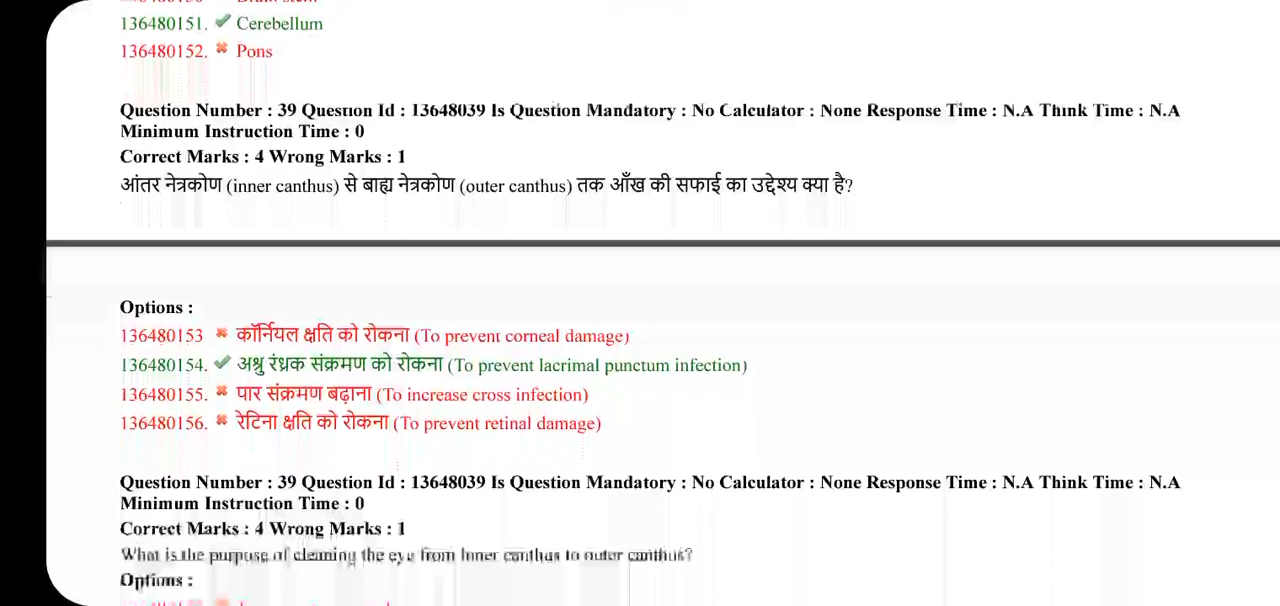 136480151. Cerebellum
136480152. Pons
Question Number : 39 Question Id : 13648039 Is Question Mandatory : No Calculator : None Response Time : N.A Think Time : N.A
Minimum Instruction Time : 0
Correct Marks : 4 Wrong Marks : 1
आंतर नेत्रकोण (inner canthus) से बाह्य नेत्रकोण (outer canthus) तक आँख की सफाई का उद्देश्य क्या है?
Options :
136480153 कॉर्नियल क्षति को रोकना (To prevent corneal damage)
136480154. अश्रु रंध्रक संक्रमण को रोकना (To prevent lacrimal punctum infection)
136480155. पार संक्रमण बढ़ाना (To increase cross infection)
136480156. रेटिना क्षति को रोकना (To prevent retinal damage)
Question Number : 39 Question Id : 13648039 Is Question Mandatory : No Calculator : None Response Time : N.A Think Time : N.A
Minimum Instruction Time : 0
Correct Marks : 4 Wrong Marks : 1
What is the purpose of cleaning the eye from Inner canthus to outer canthus?
Options :